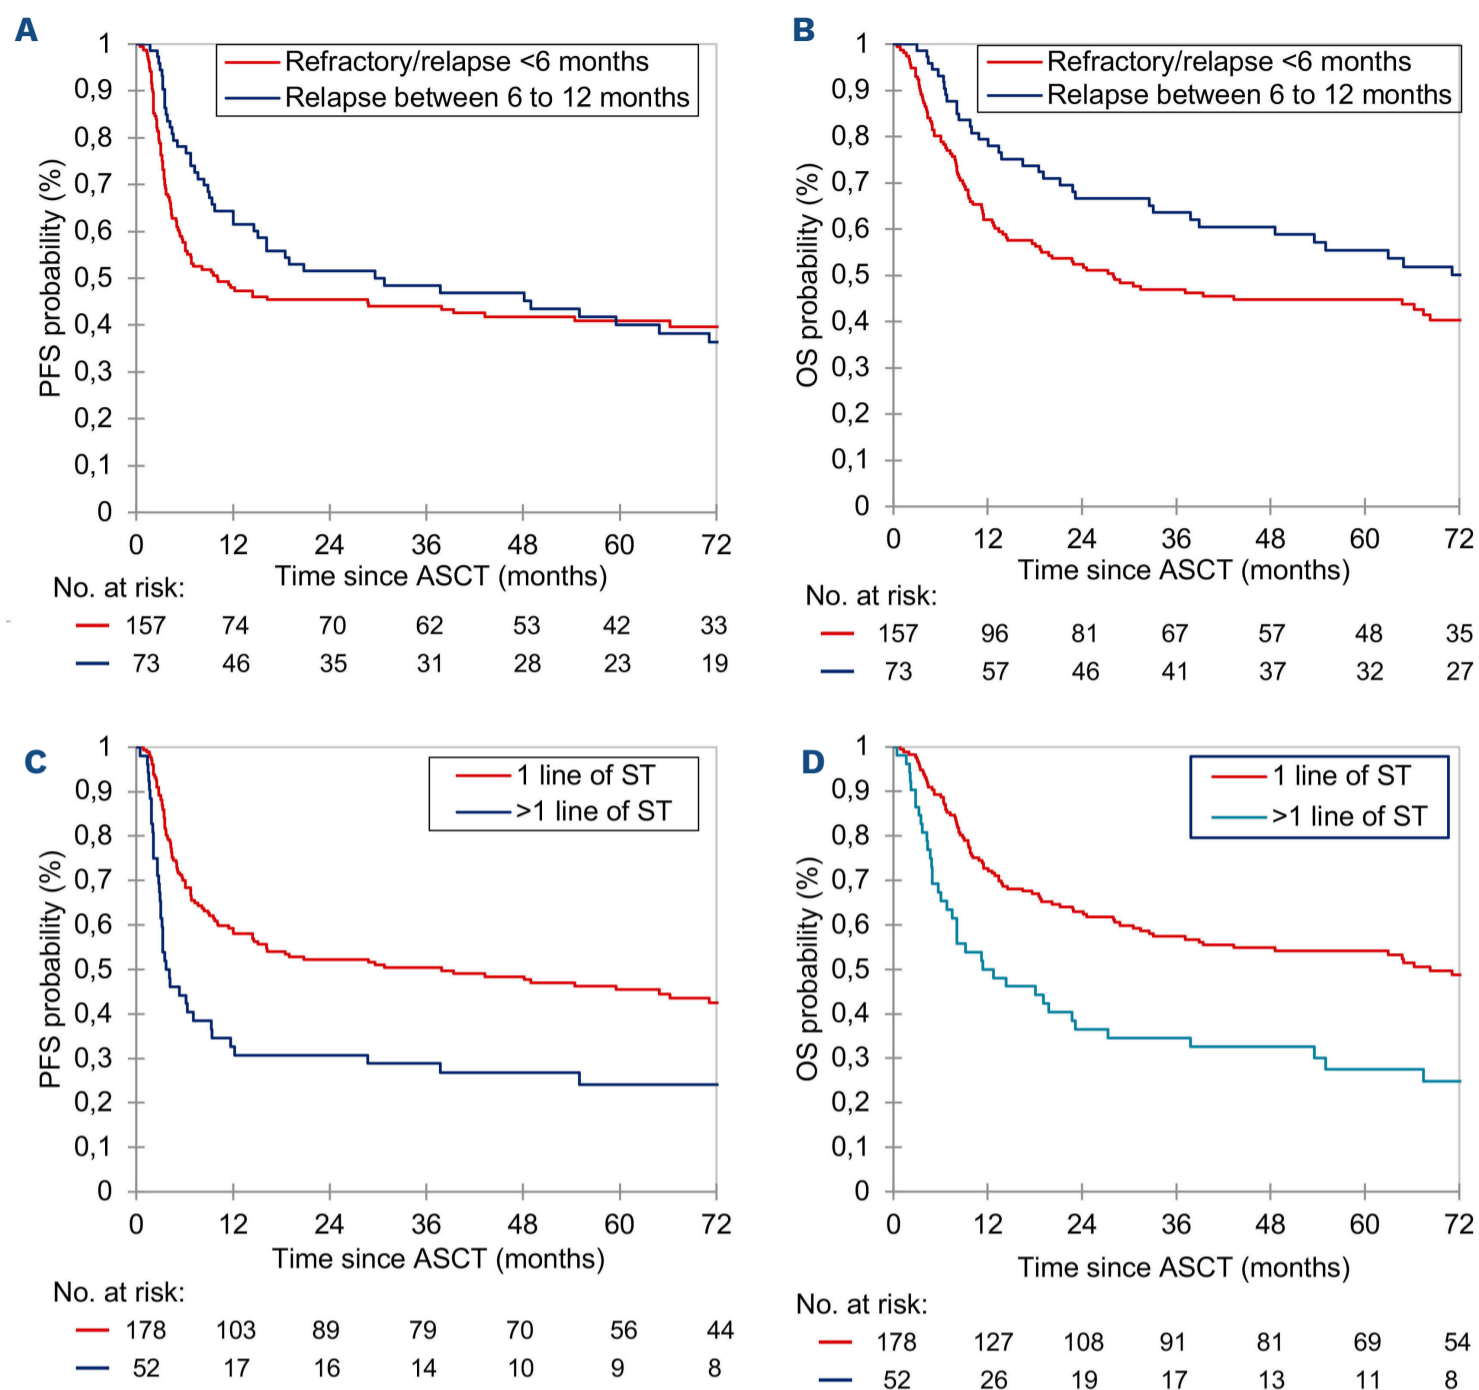 A
Refractory/relapse <6 months
Relapse between 6 to 12 months
PFS probability (%)
1
0,9
0,8
0,7
0,6
0,5
0,4
0,3
0,2
0,1
0
0 12 24 36 48 60 72
Time since ASCT (months)
No. at risk:
157 74 70 62 53 42 33
73 46 35 31 28 23 19
B
Refractory/relapse <6 months
Relapse between 6 to 12 months
OS probability (%)
1
0,9
0,8
0,7
0,6
0,5
0,4
0,3
0,2
0,1
0
0 12 24 36 48 60 72
Time since ASCT (months)
No. at risk:
157 96 81 67 57 48 35
73 57 46 41 37 32 27
C
1 line of ST
>1 line of ST
PFS probability (%)
1
0,9
0,8
0,7
0,6
0,5
0,4
0,3
0,2
0,1
0
0 12 24 36 48 60 72
Time since ASCT (months)
No. at risk:
178 103 89 79 70 56 44
52 17 16 14 10 9 8
D
1 line of ST
>1 line of ST
OS probability (%)
1
0,9
0,8
0,7
0,6
0,5
0,4
0,3
0,2
0,1
0
0 12 24 36 48 60 72
Time since ASCT (months)
No. at risk:
178 127 108 91 81 69 54
52 26 19 17 13 11 8